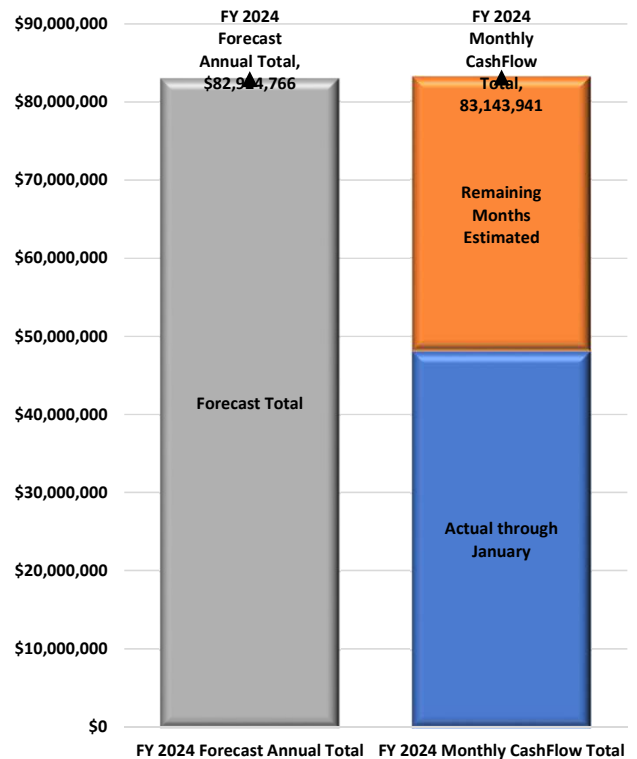 $90,000,000
$80,000,000
$70,000,000
$60,000,000
$50,000,000
$40,000,000
$30,000,000
$20,000,000
$10,000,000
$0
FY 2024
Forecast
Annual Total,
FY 2024
Monthly
CashFlow
Total,
83,143,941
Forecast Total
Remaining
Months
Estimated
Actual through
January
FY 2024 Forecast Annual Total
FY 2024 Monthly CashFlow Total